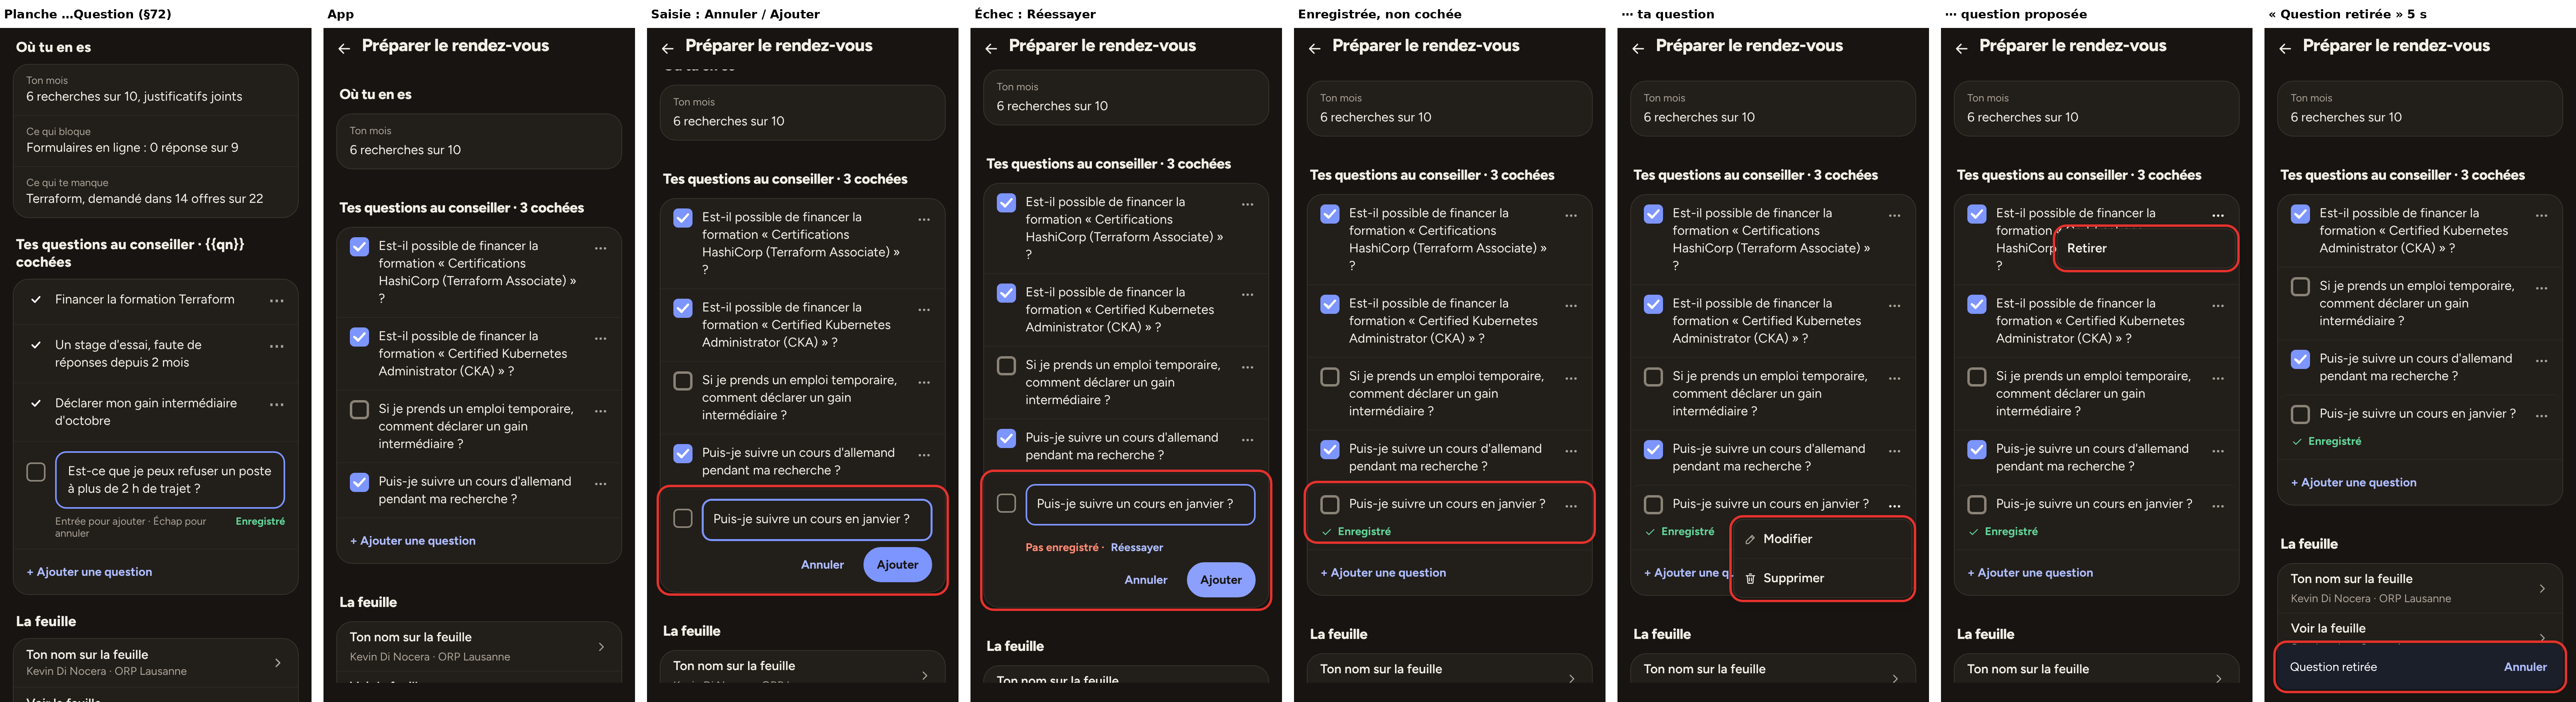 Planche ...Question (§72)
Où tu en es
Ton mois
6 recherches sur 10, justificatifs joints
Ce qui bloque
Formulaires en ligne : 0 réponse sur 9
Ce qui te manque
Terraform, demandé dans 14 offres sur 22
Tes questions au conseiller · {{qn}}
cochées
Financer la formation Terraform
Un stage d'essai, faute de
réponses depuis 2 mois
Déclarer mon gain intermédiaire
d'octobre
Est-ce que je peux refuser un poste
à plus de 2 h de trajet ?
Entrée pour ajouter · Échap pour
annuler
Enregistré
+ Ajouter une question
La feuille
Ton nom sur la feuille
Kevin Di Nocera · ORP Lausanne
Voir la feuille
App
Préparer le rendez-vous
Où tu en es
Ton mois
6 recherches sur 10
Tes questions au conseiller · 3 cochées
Est-il possible de financer la
formation « Certifications
HashiCorp (Terraform Associate) »
?
Est-il possible de financer la
formation « Certified Kubernetes
Administrator (CKA) » ?
Si je prends un emploi temporaire,
comment déclarer un gain
intermédiaire ?
Puis-je suivre un cours d'allemand
pendant ma recherche ?
+ Ajouter une question
La feuille
Ton nom sur la feuille
Kevin Di Nocera · ORP Lausanne
Saisie : Annuler / Ajouter
Préparer le rendez-vous
Ton mois
6 recherches sur 10
Tes questions au conseiller · 3 cochées
Est-il possible de financer la
formation « Certifications
HashiCorp (Terraform Associate) »
?
Est-il possible de financer la
formation « Certified Kubernetes
Administrator (CKA) » ?
Si je prends un emploi temporaire,
comment déclarer un gain
intermédiaire ?
Puis-je suivre un cours d'allemand
pendant ma recherche ?
Puis-je suivre un cours en janvier ?
Annuler
Ajouter
La feuille
Ton nom sur la feuille
Échec : Réessayer
Préparer le rendez-vous
Ton mois
6 recherches sur 10
Tes questions au conseiller · 3 cochées
Est-il possible de financer la
formation « Certifications
HashiCorp (Terraform Associate) »
?
Est-il possible de financer la
formation « Certified Kubernetes
Administrator (CKA) » ?
Si je prends un emploi temporaire,
comment déclarer un gain
intermédiaire ?
Puis-je suivre un cours d'allemand
pendant ma recherche ?
Puis-je suivre un cours en janvier ?
Pas enregistré · Réessayer
Annuler
Ajouter
La feuille
Ton nom sur la feuille
Enregistrée, non cochée
Préparer le rendez-vous
Ton mois
6 recherches sur 10
Tes questions au conseiller · 3 cochées
Est-il possible de financer la
formation « Certifications
HashiCorp (Terraform Associate) »
?
Est-il possible de financer la
formation « Certified Kubernetes
Administrator (CKA) » ?
Si je prends un emploi temporaire,
comment déclarer un gain
intermédiaire ?
Puis-je suivre un cours d'allemand
pendant ma recherche ?
Puis-je suivre un cours en janvier ?
Enregistré
+ Ajouter une question
La feuille
Ton nom sur la feuille
··· ta question
Préparer le rendez-vous
Ton mois
6 recherches sur 10
Tes questions au conseiller · 3 cochées
Est-il possible de financer la
formation « Certifications
HashiCorp (Terraform Associate) »
?
Est-il possible de financer la
formation « Certified Kubernetes
Administrator (CKA) » ?
Si je prends un emploi temporaire,
comment déclarer un gain
intermédiaire ?
Puis-je suivre un cours d'allemand
pendant ma recherche ?
Puis-je suivre un cours en janvier ?
Enregistré
Modifier
+ Ajouter une q
Supprimer
La feuille
Ton nom sur la feuille
··· question proposée
Préparer le rendez-vous
Ton mois
6 recherches sur 10
Tes questions au conseiller · 3 cochées
Est-il possible de financer la
formation
Retirer
HashiCorp
?
Est-il possible de financer la
formation « Certified Kubernetes
Administrator (CKA) » ?
Si je prends un emploi temporaire,
comment déclarer un gain
intermédiaire ?
Puis-je suivre un cours d'allemand
pendant ma recherche ?
Puis-je suivre un cours en janvier ?
Enregistré
+ Ajouter une question
La feuille
Ton nom sur la feuille
« Question retirée » 5 s
Préparer le rendez-vous
Ton mois
6 recherches sur 10
Tes questions au conseiller · 3 cochées
Est-il possible de financer la
formation « Certified Kubernetes
Administrator (CKA) » ?
Si je prends un emploi temporaire,
comment déclarer un gain
intermédiaire ?
Puis-je suivre un cours d'allemand
pendant ma recherche ?
Puis-je suivre un cours en janvier ?
Enregistré
+ Ajouter une question
La feuille
Ton nom sur la feuille
Kevin Di Nocera · ORP Lausanne
Voir la feuille
Question retirée
Annuler